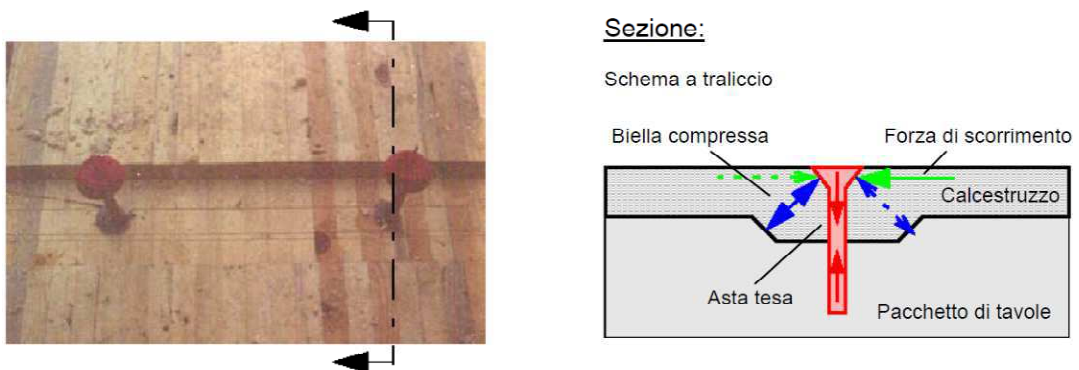 Sezione:
Schema a traliccio
Biella compressa
Forza di scorrimento
Calcestruzzo
Asta tesa
Pacchetto di tavole